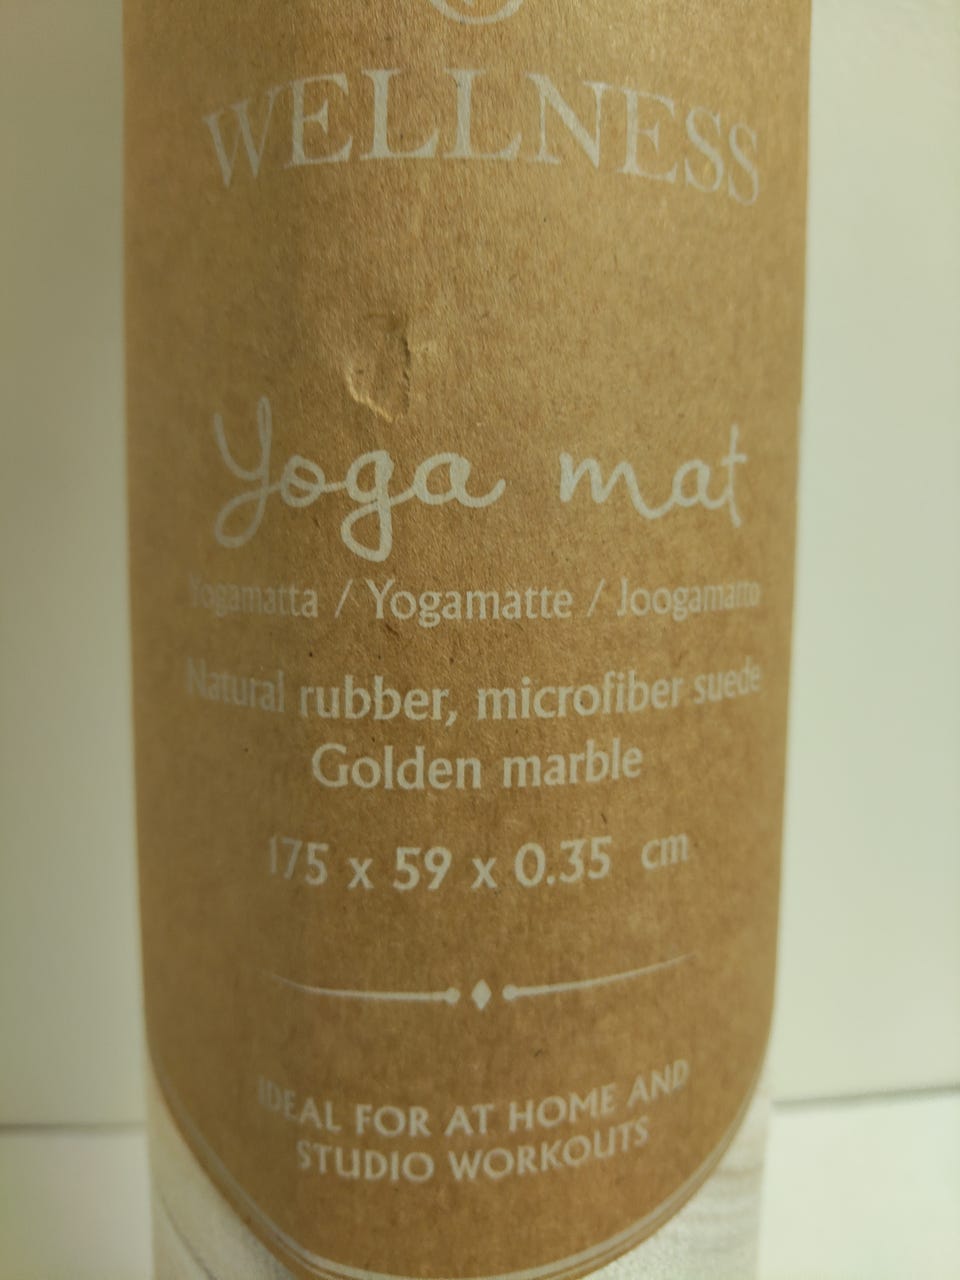 WELLNESS
Yoga mat
Yogamatta / Yogamatte / Joogamatto
Natural rubber, microfiber suede
Golden marble
175 x 59 x 0.35 cm
IDEAL FOR AT HOME AND
STUDIO WORKOUTS